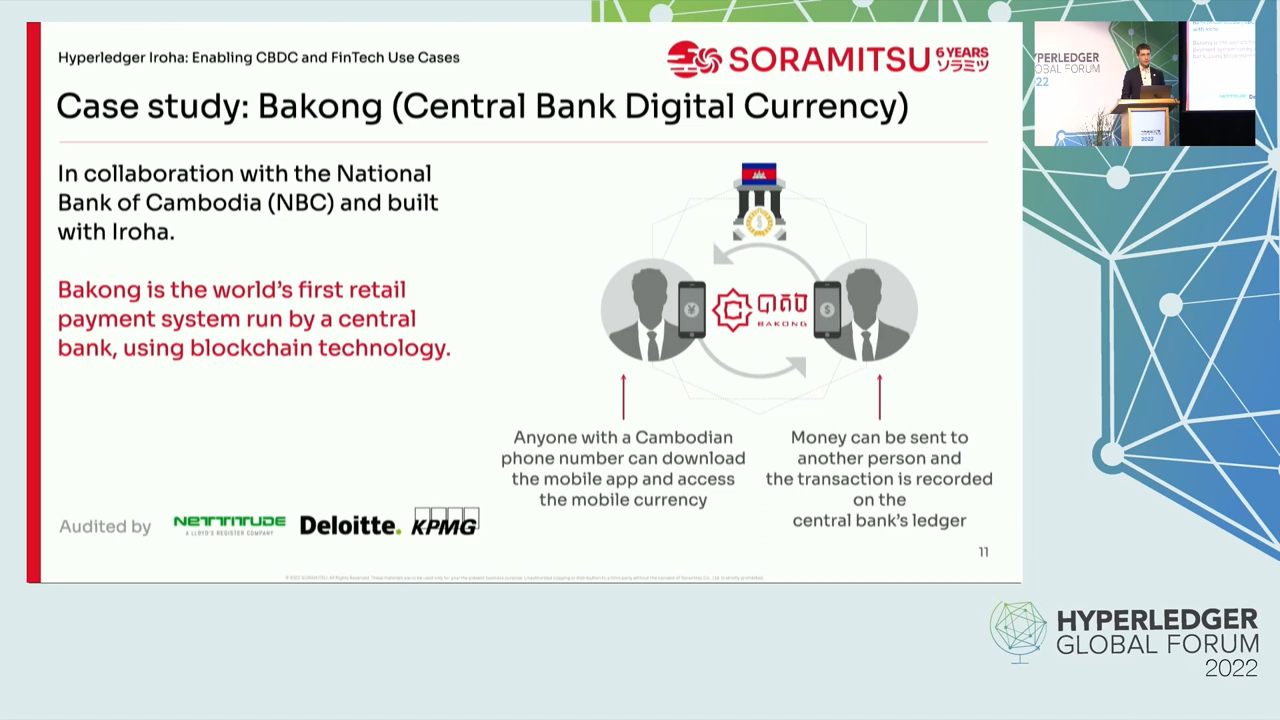 Hyperledger Iroha: Enabling CBDC and FinTech Use Cases
SORAMITSU
6 YEARS
ソラミツ
Case study: Bakong (Central Bank Digital Currency)
In collaboration with the National
Bank of Cambodia (NBC) and built
with Iroha.
Bakong is the world's first retail
payment system run by a central
bank, using blockchain technology.
បាគង
BAKONG
Anyone with a Cambodian
phone number can download
the mobile app and access
the mobile currency
Money can be sent to
another person and
the transaction is recorded
on the
central bank's ledger
Audited by
NETTITUDE
A LLOYD'S REGISTER COMPANY
Deloitte.
KPMG
11
HYPERLEDGER
GLOBAL FORUM
2022